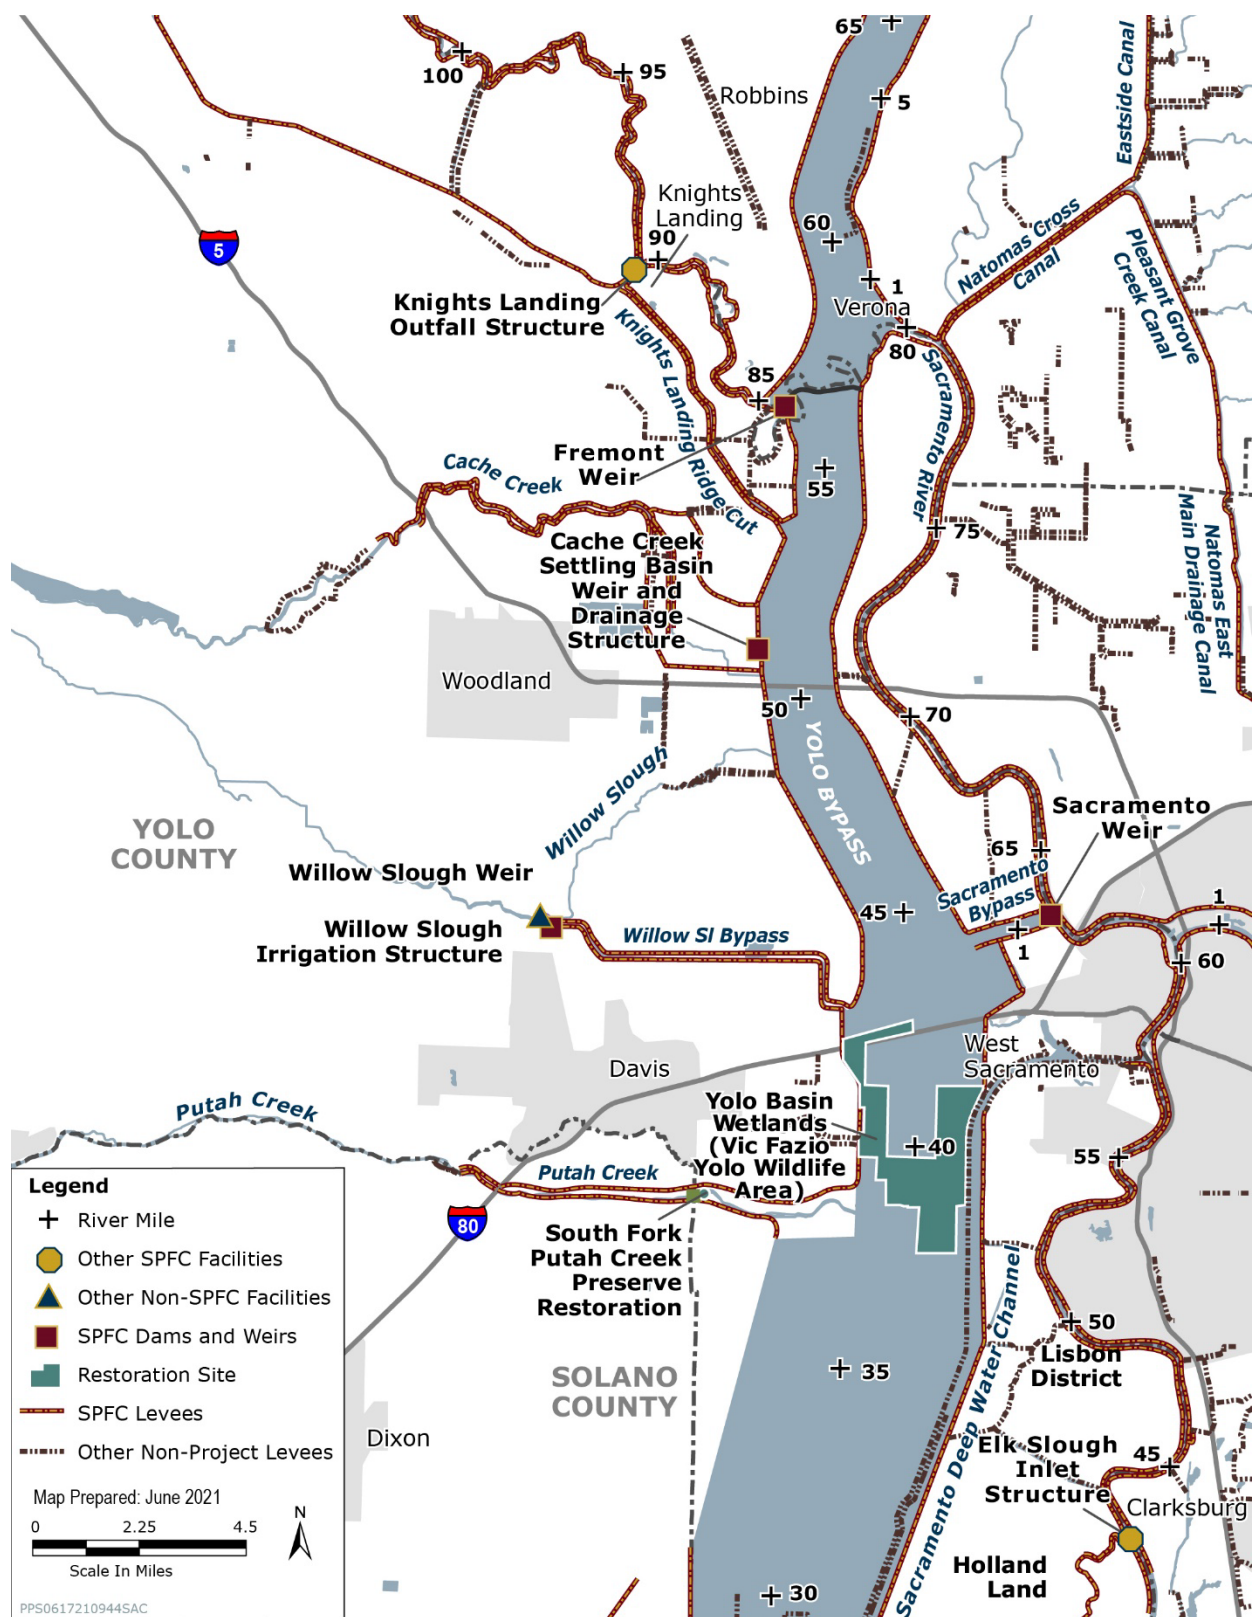 65
100
95
Robbins
5
Eastside Canal
Knights
Landing
5
90
60
Natomas Cross
Canal
Pleasant Grove
Creek Canal
1
Verona
Knights Landing
Outfall Structure
80
Knights Landing Ridge Cut
Sacramento River
85
Fremont
Weir
55
Cache Creek
75
Natomas East
Main Drainage Canal
Cache Creek
Settling Basin
Weir and
Drainage
Structure
Woodland
50
70
YOLO BYPASS
Willow Slough
Sacramento
Weir
YOLO
COUNTY
65
Sacramento
Bypass
Willow Slough Weir
45
1
Willow Slough
Irrigation Structure
Willow Sl Bypass
1
60
Davis
West
Sacramento
Putah Creek
Yolo Basin
Wetlands
(Vic Fazio
Yolo Wildlife
Area)
40
55
Putah Creek
Legend
River Mile
Other SPFC Facilities
Other Non-SPFC Facilities
SPFC Dams and Weirs
Restoration Site
SPFC Levees
Other Non-Project Levees
Map Prepared: June 2021
0 2.25 4.5
Scale In Miles
N
80
South Fork
Putah Creek
Preserve
Restoration
Sacramento Deep Water Channel
50
Lisbon
District
SOLANO
COUNTY
35
Dixon
Elk Slough
Inlet
Structure
45
Clarksburg
Holland
Land
30
PPS0617210944SAC